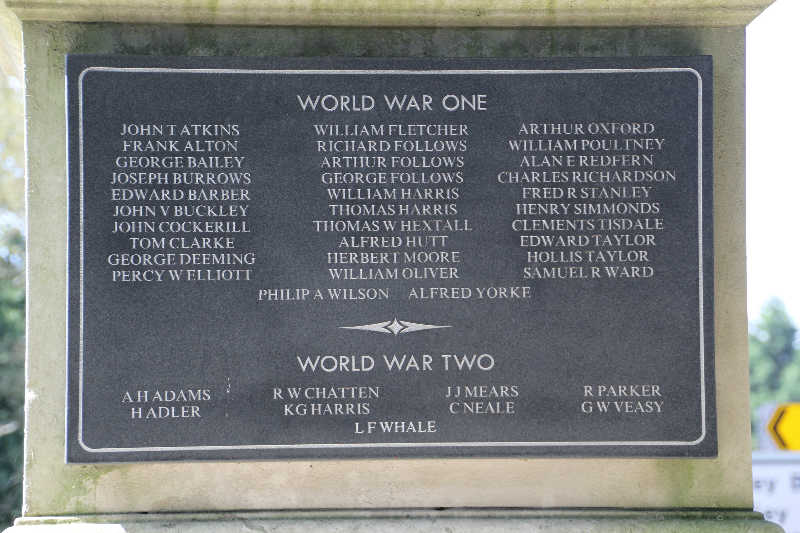 WORLD WAR ONE
JOHN T ATKINS
FRANK ALTON
GEORGE BAILEY
JOSEPH BURROWS
EDWARD BARBER
JOHN V BUCKLEY
JOHN COCKERILL
TOM CLARKE
GEORGE DEEMING
PERCY W ELLIOTT
WILLIAM FLETCHER
RICHARD FOLLOWS
ARTHUR FOLLOWS
GEORGE FOLLOWS
WILLIAM HARRIS
THOMAS HARRIS
THOMAS W HEXTALL
ALFRED HUTT
HERBERT MOORE
WILLIAM OLIVER
ARTHUR OXFORD
WILLIAM POULTNEY
ALAN E REDFERN
CHARLES RICHARDSON
FRED R STANLEY
HENRY SIMMONDS
CLEMENTS TISDALE
EDWARD TAYLOR
HOLLIS TAYLOR
SAMUEL R WARD
PHILIP A WILSON ALFRED YORKE
WORLD WAR TWO
A H ADAMS
H ADLER
R W CHATTEN
K G HARRIS
J J MEARS
C NEALE
R PARKER
G W VEASY
L F WHALE